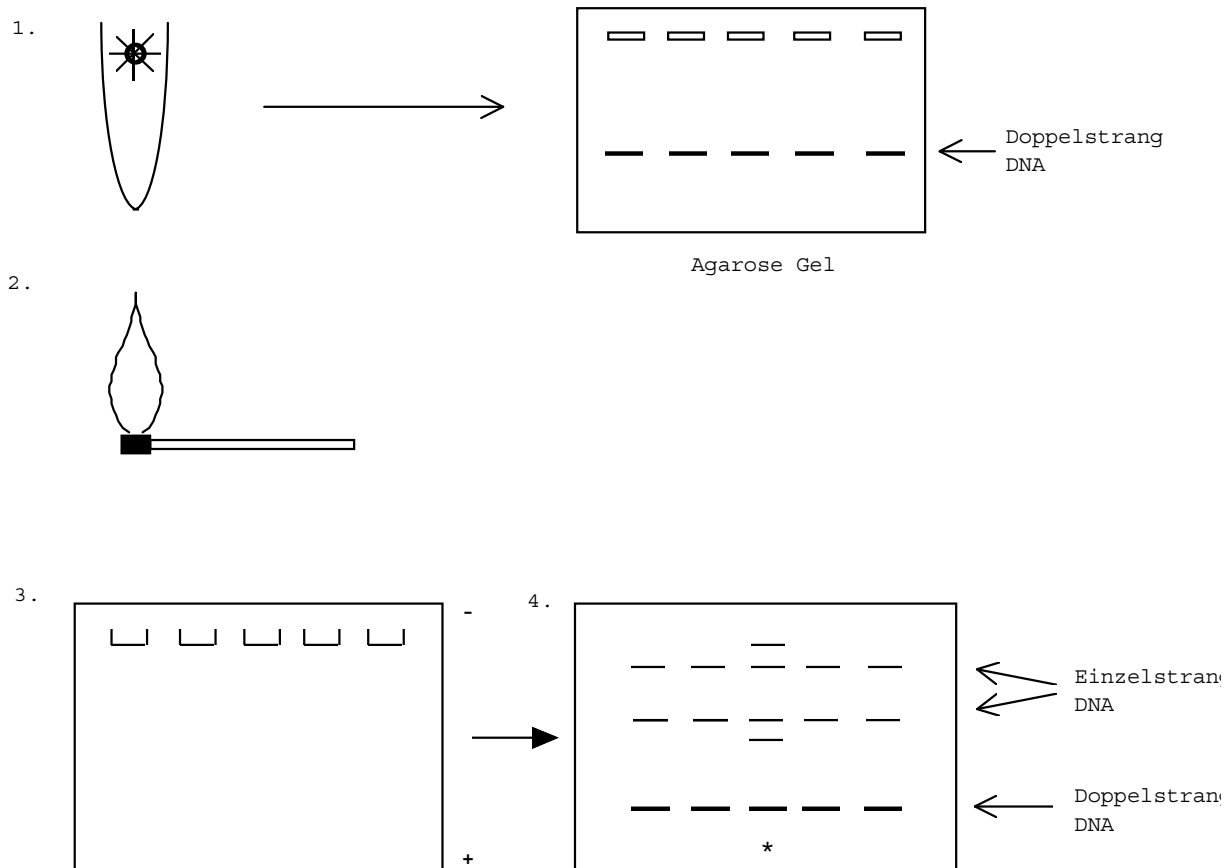 1.
Doppelstrang
DNA
Agarose Gel
2.
3.
-
4.
Einzelstrang
DNA
Doppelstrang
DNA
+
*